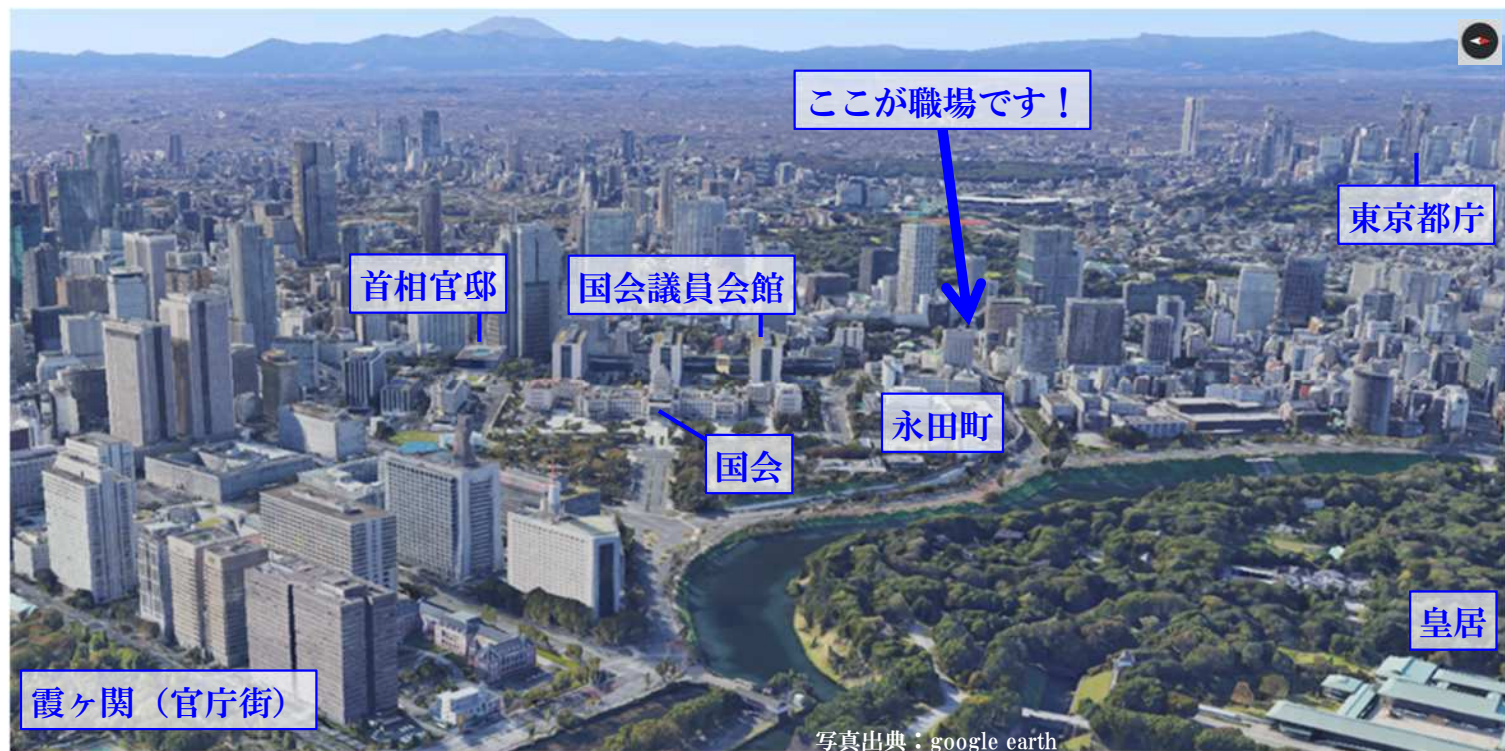 ここが職場です！
東京都庁
首相官邸
国会議員会館
永田町
国会
皇居
霞ヶ関（官庁街）
写真出典：google earth